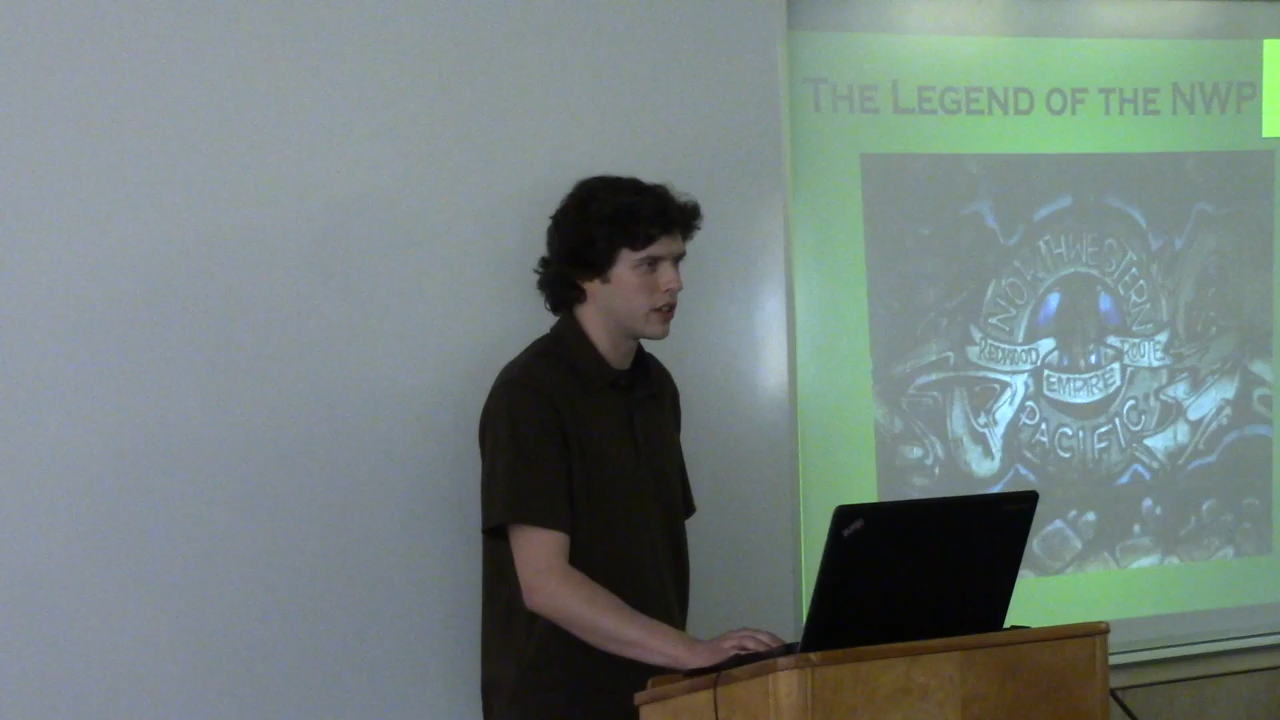 THE LEGEND OF THE NWP
NORTHWESTERN
REDWOOD
EMPIRE
ROUTE
PACIFIC